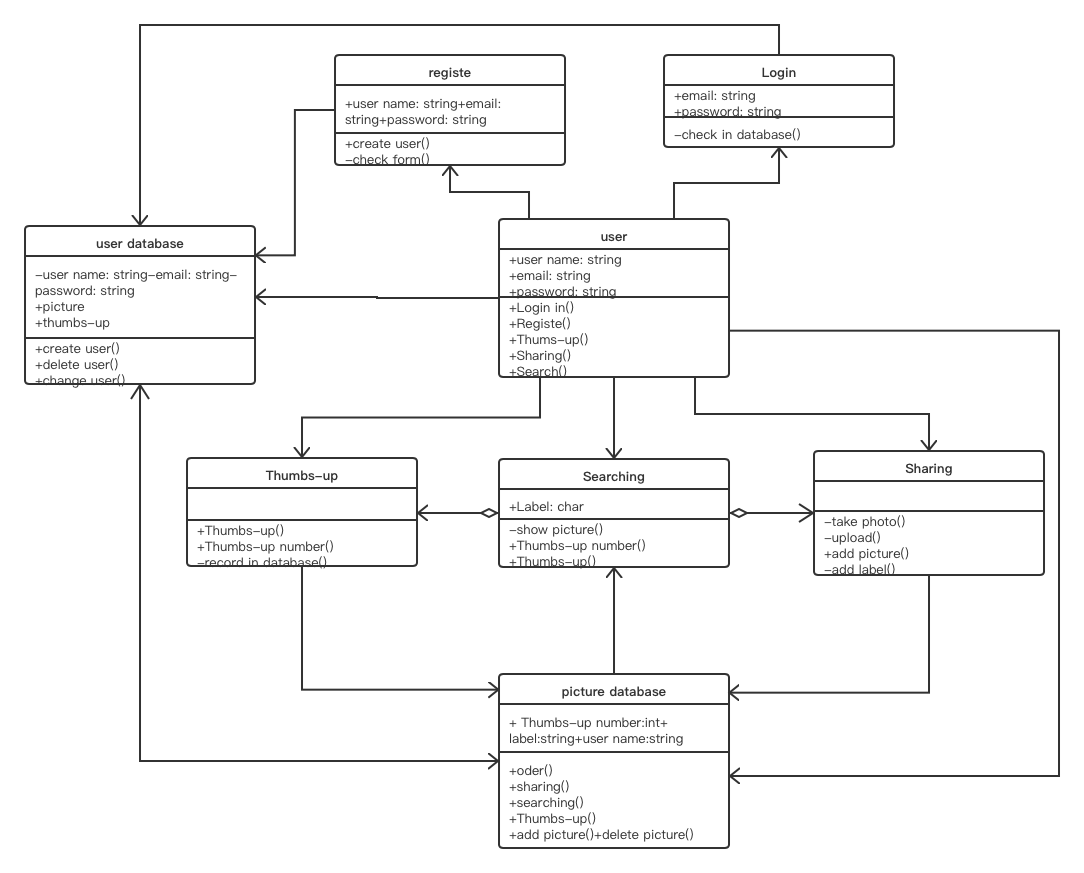 registe
+user name: string+email:
string+password: string
+create user()
−check form()
Login
+email: string
+password: string
−check in database()
user database
−user name: string−email: string−
password: string
+picture
+thumbs−up
+create user()
+delete user()
+change user()
user
+user name: string
+email: string
+password: string
+Login in()
+Registe()
+Thums−up()
+Sharing()
+Search()
Thumbs−up
+Thumbs−up()
+Thumbs−up number()
−record in database()
Searching
+Label: char
−show picture()
+Thumbs−up number()
+Thumbs−up()
Sharing
−take photo()
−upload()
+add picture()
−add label()
picture database
+ Thumbs−up number:int+
label:string+user name:string
+oder()
+sharing()
+searching()
+Thumbs−up()
+add picture()+delete picture()